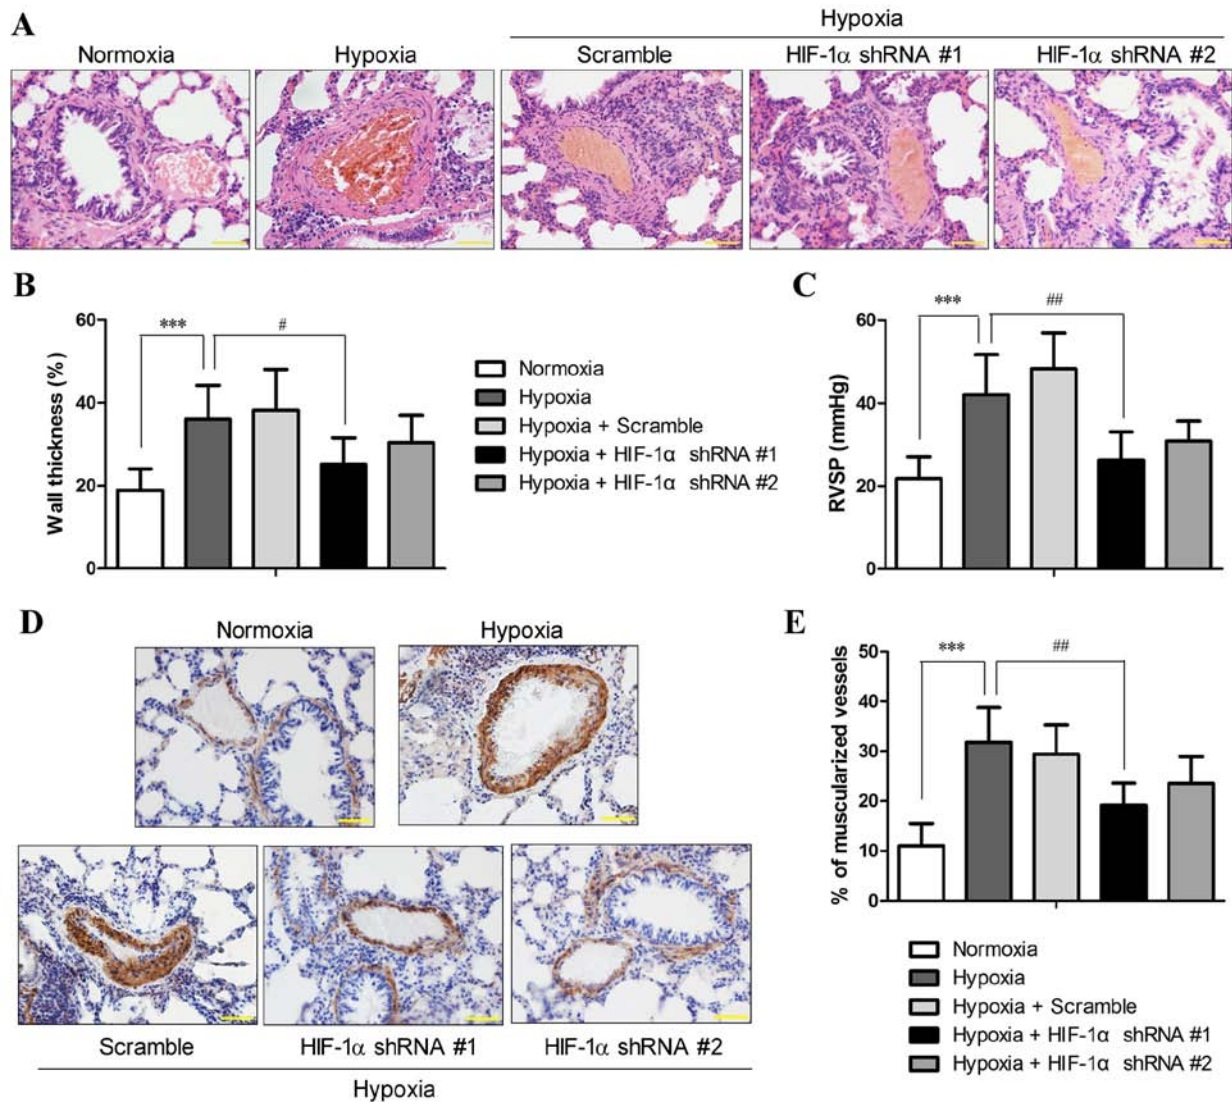 A
Hypoxia
Normoxia
Hypoxia
Scramble
HIF-1α shRNA #1
HIF-1α shRNA #2
B
***
#
Wall thickness (%)
60
40
20
0
Normoxia
Hypoxia
Hypoxia + Scramble
Hypoxia + HIF-1α shRNA #1
Hypoxia + HIF-1α shRNA #2
C
***
##
RVSP (mmHg)
60
40
20
0
D
Normoxia
Hypoxia
Scramble
HIF-1α shRNA #1
HIF-1α shRNA #2
Hypoxia
E
***
##
% of muscularized vessels
50
40
30
20
10
0
Normoxia
Hypoxia
Hypoxia + Scramble
Hypoxia + HIF-1α shRNA #1
Hypoxia + HIF-1α shRNA #2